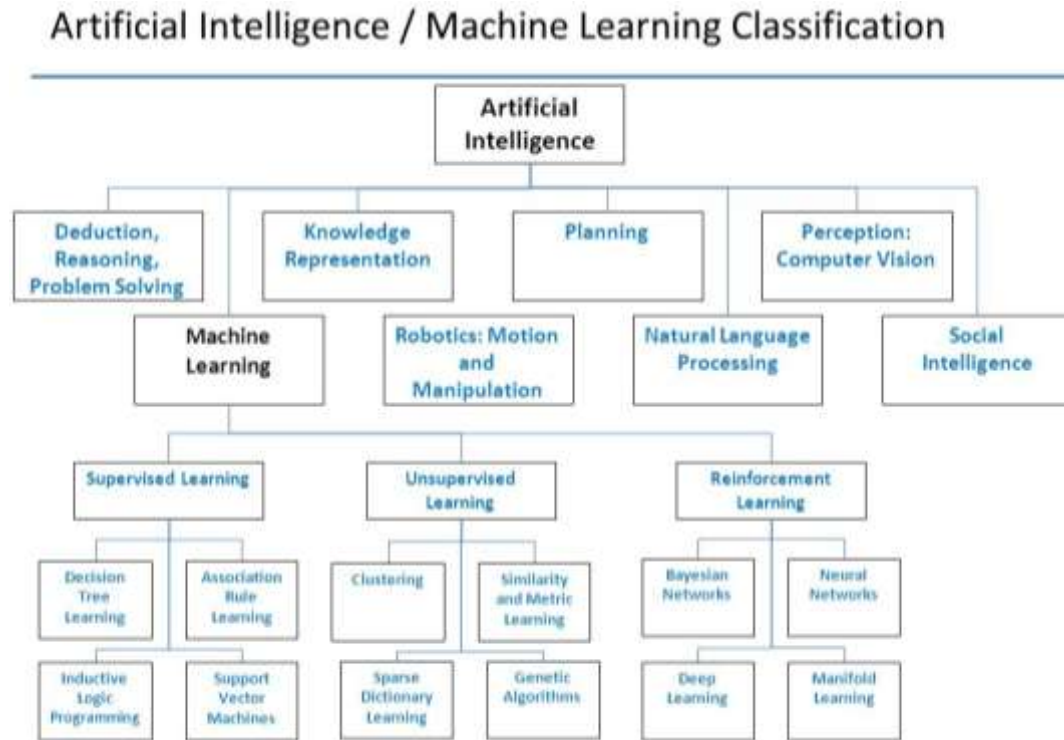 Artificial Intelligence / Machine Learning Classification
Artificial
Intelligence
Deduction,
Reasoning,
Problem Solving
Knowledge
Representation
Planning
Perception:
Computer Vision
Machine
Learning
Robotics: Motion
and
Manipulation
Natural Language
Processing
Social
Intelligence
Supervised Learning
Unsupervised
Learning
Reinforcement
Learning
Decision
Tree
Learning
Association
Rule
Learning
Clustering
Similarity
and Metric
Learning
Bayesian
Networks
Neural
Networks
Inductive
Logic
Programming
Support
Vector
Machines
Sparse
Dictionary
Learning
Genetic
Algorithms
Deep
Learning
Manifold
Learning